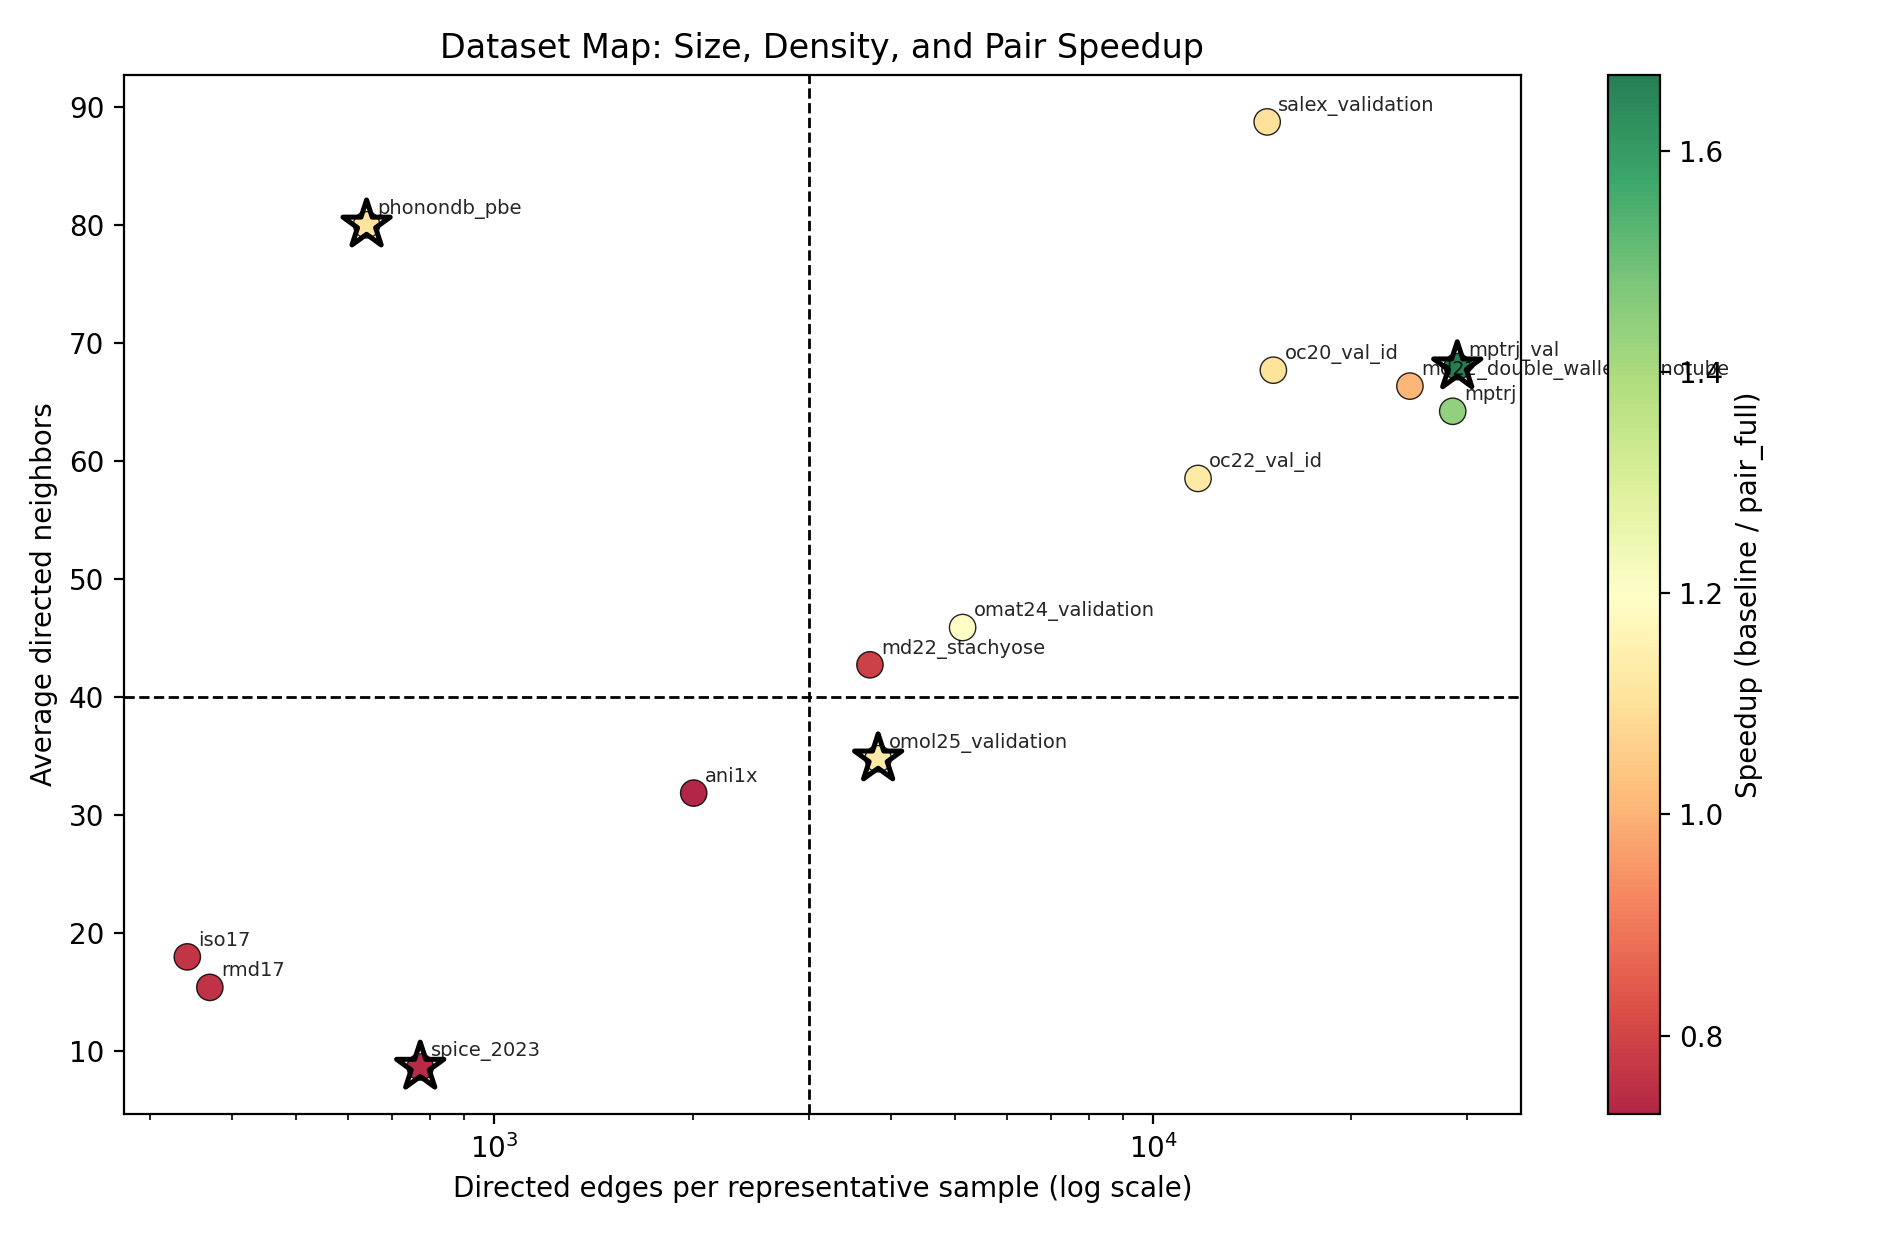 Dataset Map: Size, Density, and Pair Speedup
90
80
70
60
50
40
30
20
10
Average directed neighbors
salex_validation
phonondb_pbe
oc20_val_id
mptrj_val
mptrj
oc22_val_id
omat24_validation
md22_stachyose
omol25_validation
ani1x
iso17
rmd17
spice_2023
10³
10⁴
Directed edges per representative sample (log scale)
1.6
1.4
1.2
1.0
0.8
Speedup (baseline / pair_full)